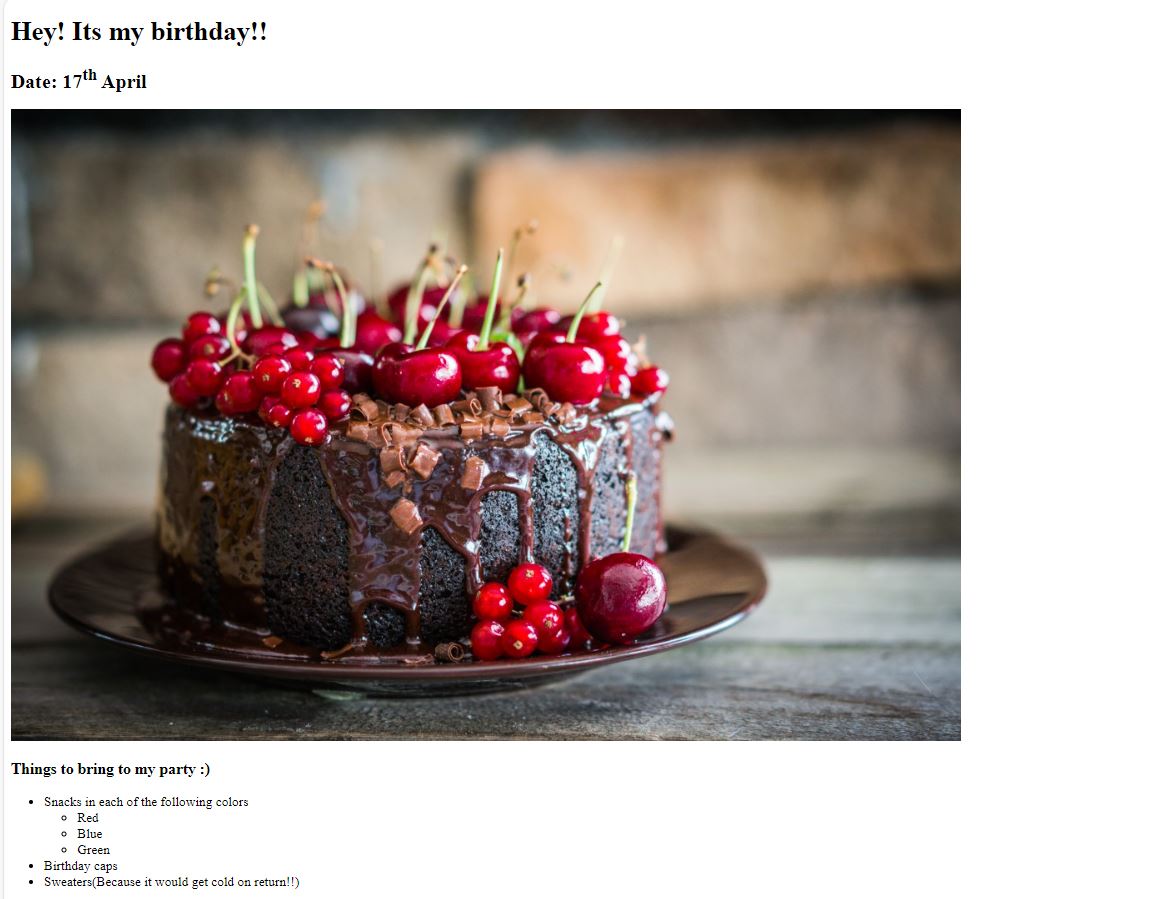 Hey! Its my birthday!!
Date: 17th April
Things to bring to my party :)
Snacks in each of the following colors
Red
Blue
Green
Birthday caps
Sweaters(Because it would get cold on return!!)